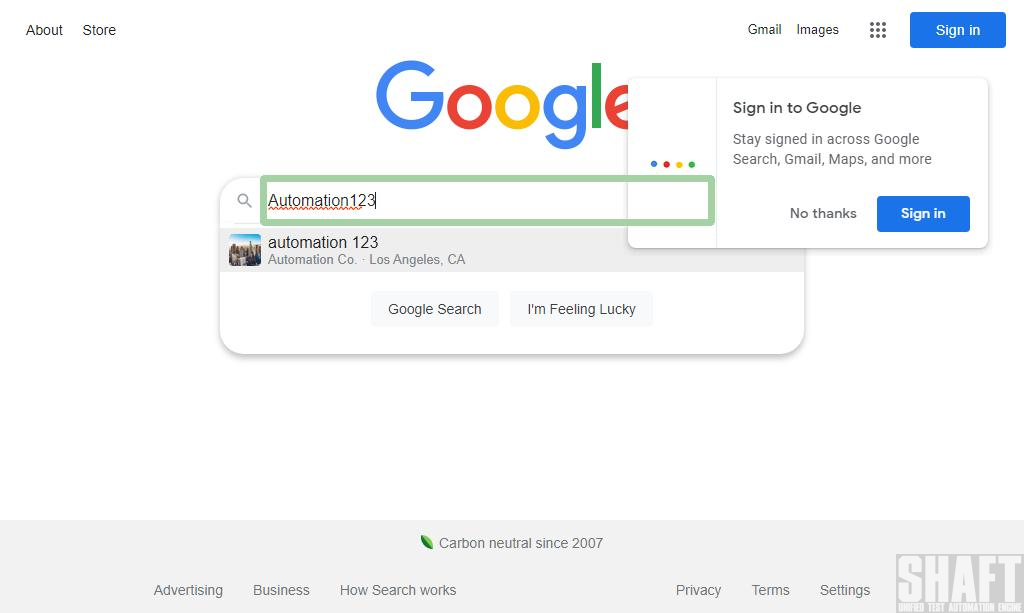 About Store
Gmail Images
Sign in
Google
Sign in to Google
Stay signed in across Google
Search, Gmail, Maps, and more
No thanks
Sign in
Automation123
automation 123
Automation Co. · Los Angeles, CA
Google Search
I'm Feeling Lucky
Carbon neutral since 2007
Advertising Business How Search works
Privacy Terms Settings
SHAFT
UNIFIED TEST AUTOMATION ENGINE